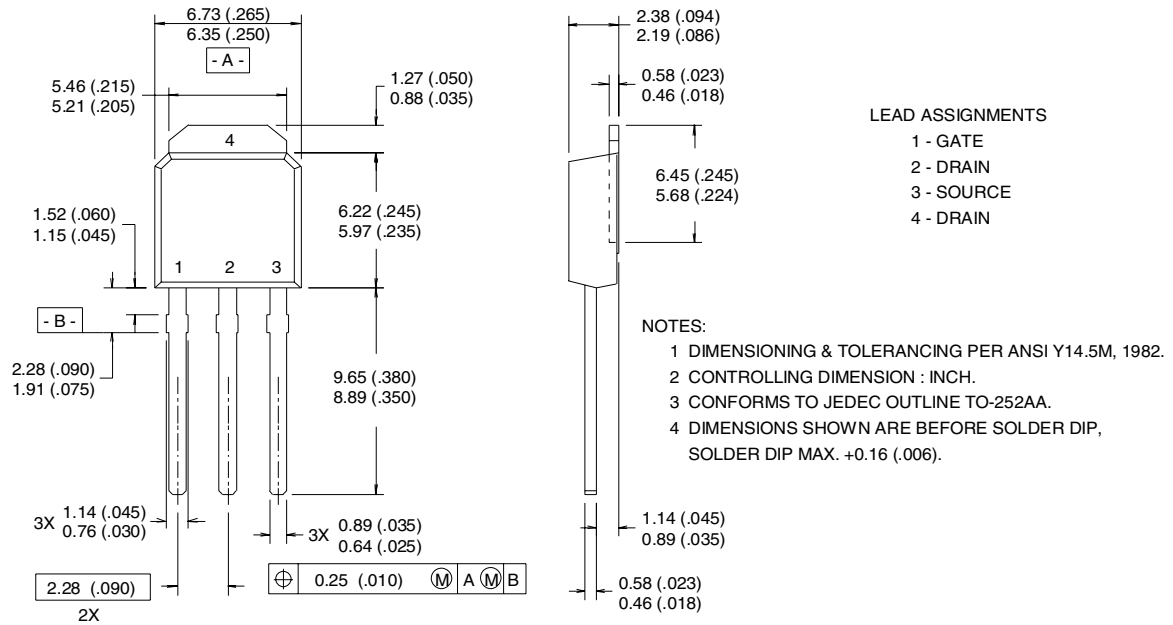 6.73 (.265)
6.35 (.250)
- A -
5.46 (.215)
5.21 (.205)
1.27 (.050)
0.88 (.035)
4
1.52 (.060)
1.15 (.045)
6.22 (.245)
5.97 (.235)
1 2 3
- B -
2.28 (.090)
1.91 (.075)
9.65 (.380)
8.89 (.350)
3X 1.14 (.045)
0.76 (.030)
3X 0.89 (.035)
0.64 (.025)
2.28 (.090)
2X
⌖ 0.25 (.010) Ⓜ A Ⓜ B
2.38 (.094)
2.19 (.086)
0.58 (.023)
0.46 (.018)
6.45 (.245)
5.68 (.224)
1.14 (.045)
0.89 (.035)
0.58 (.023)
0.46 (.018)
LEAD ASSIGNMENTS
1 - GATE
2 - DRAIN
3 - SOURCE
4 - DRAIN
NOTES:
1 DIMENSIONING & TOLERANCING PER ANSI Y14.5M, 1982.
2 CONTROLLING DIMENSION : INCH.
3 CONFORMS TO JEDEC OUTLINE TO-252AA.
4 DIMENSIONS SHOWN ARE BEFORE SOLDER DIP,
SOLDER DIP MAX. +0.16 (.006).